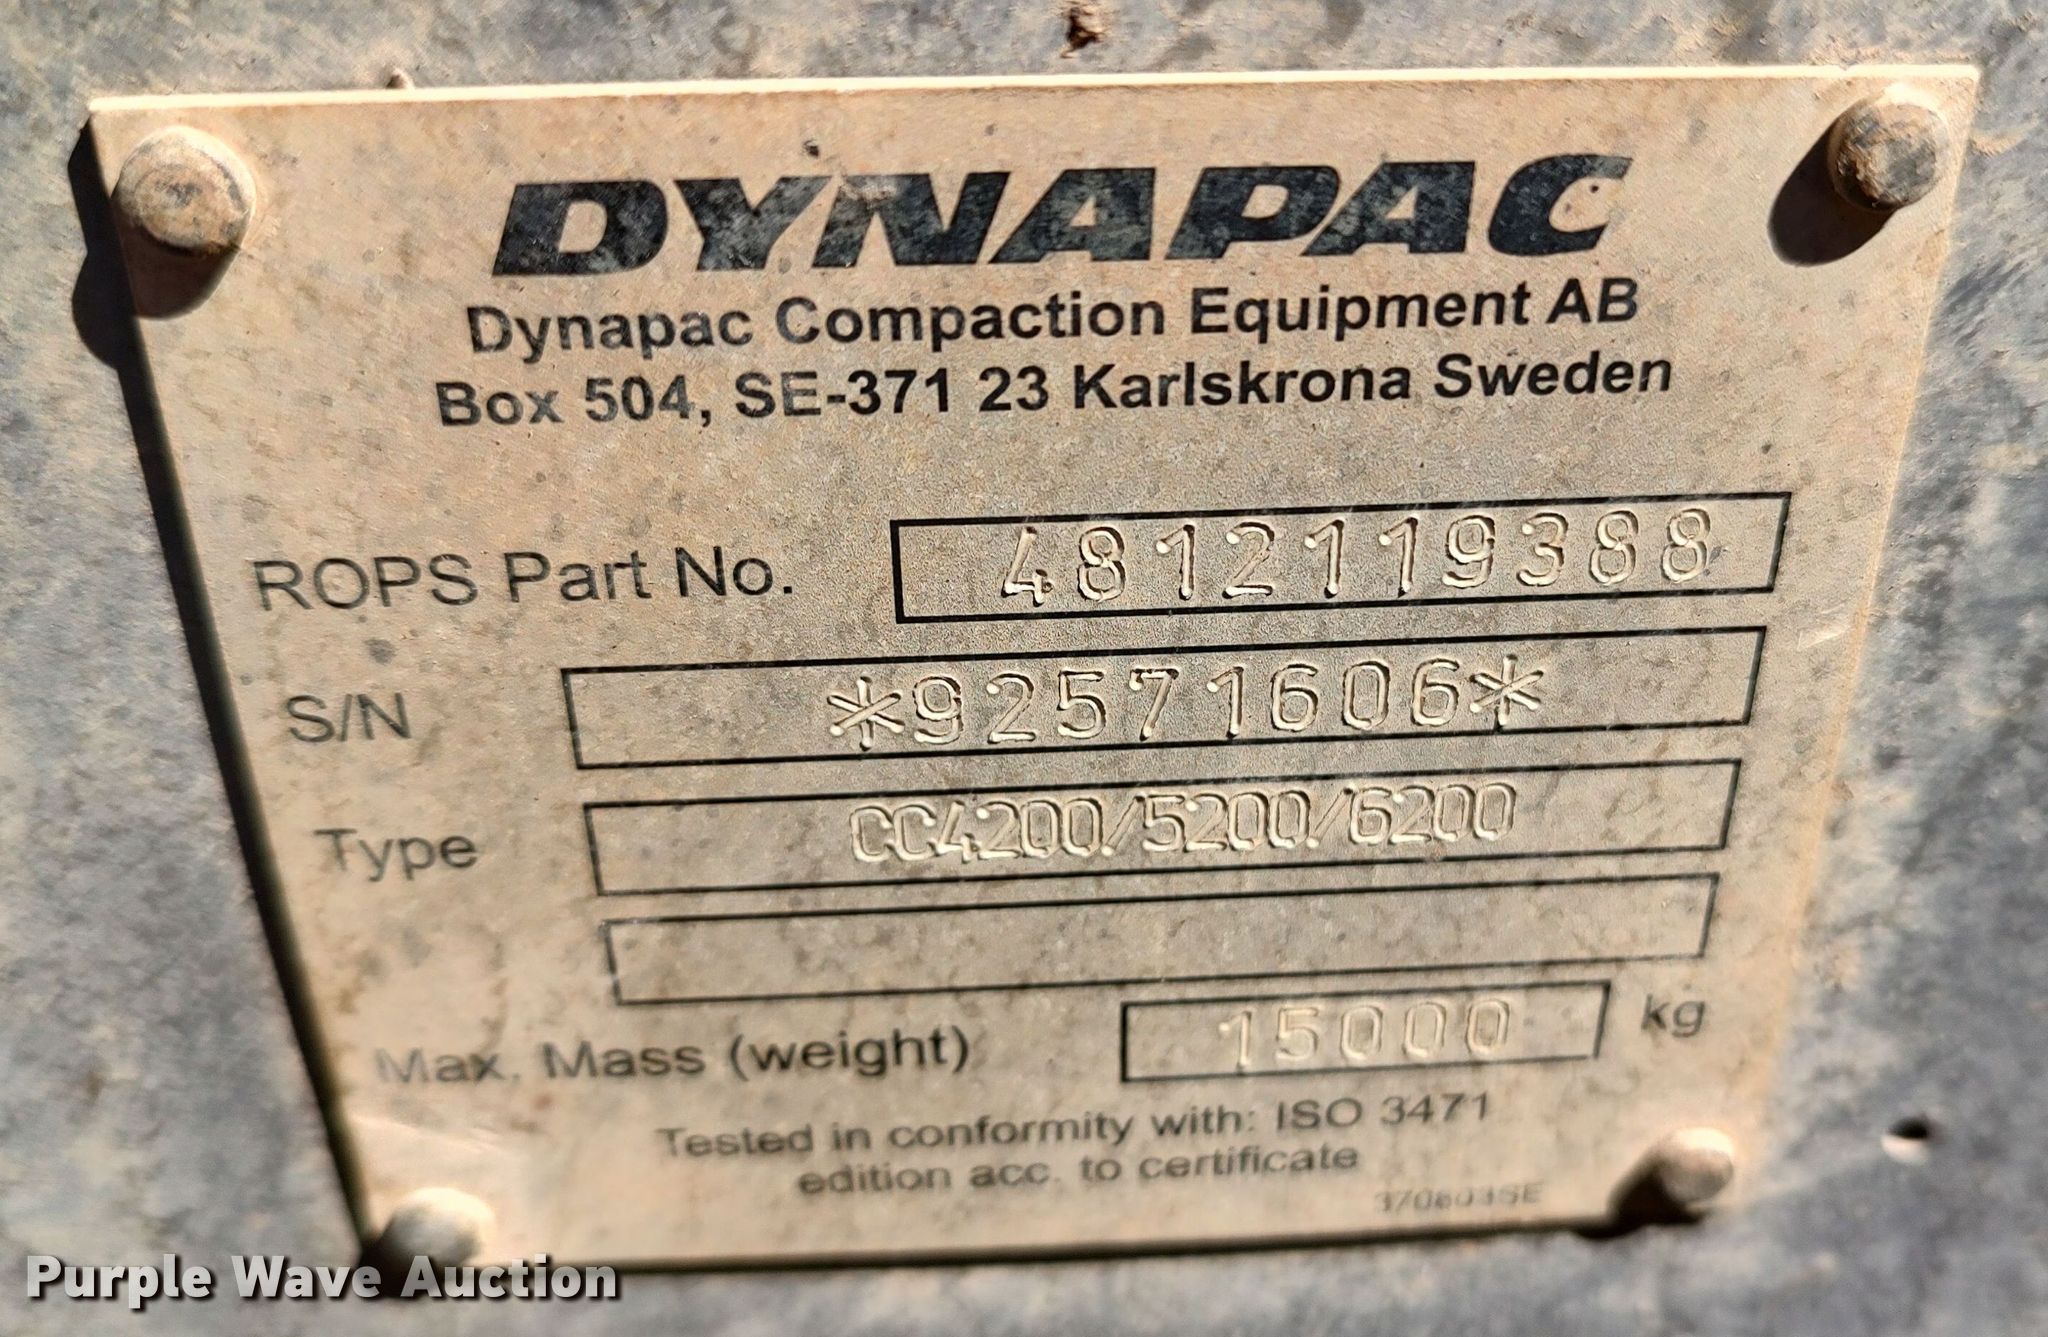 DYNAPAC
Dynapac Compaction Equipment AB
Box 504, SE-371 23 Karlskrona Sweden
ROPS Part No. 4812119388
S/N *92571606*
Type CC4200/5200/6200
Max. Mass (weight) 15000 kg
Tested in conformity with: ISO 3471
edition acc. to certificate
Purple Wave Auction